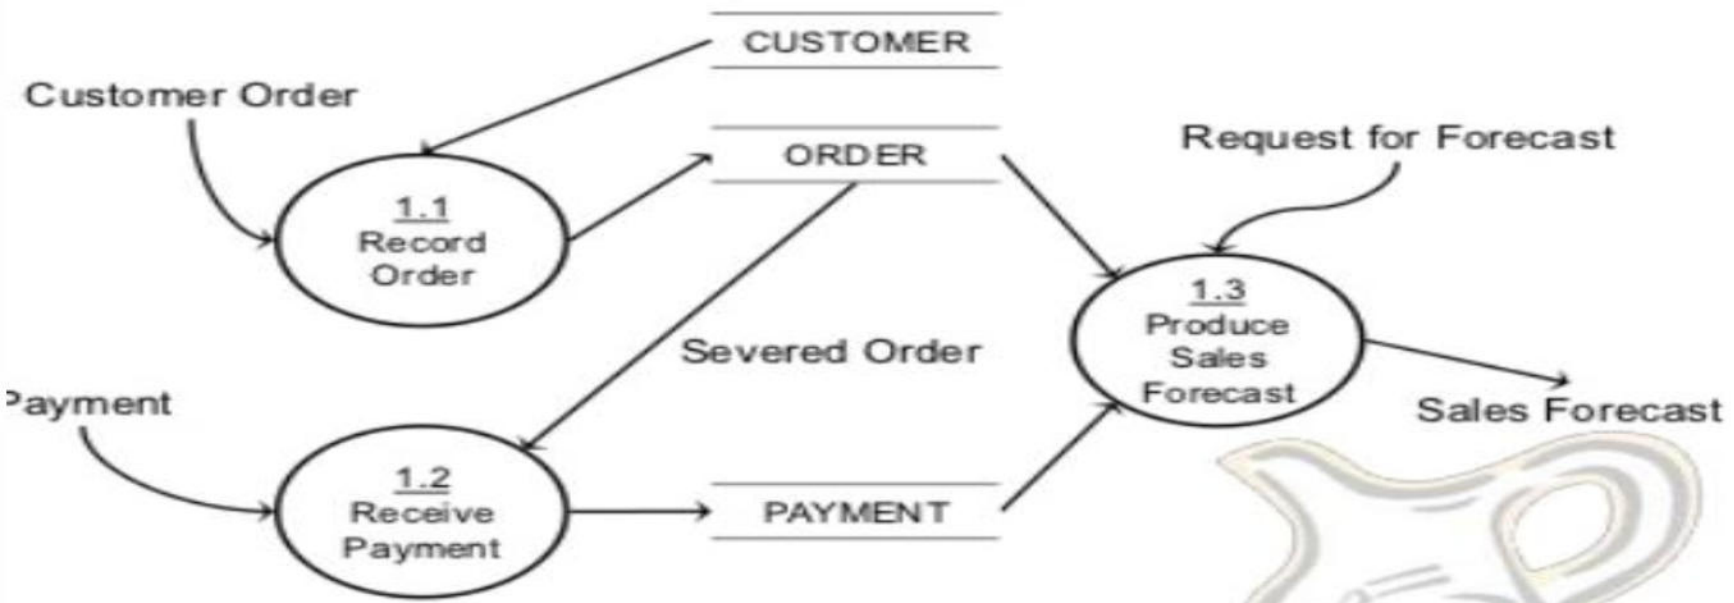 CUSTOMER
Customer Order
ORDER
Request for Forecast
1.1
Record
Order
1.3
Produce
Sales
Forecast
Severed Order
Payment
Sales Forecast
1.2
Receive
Payment
PAYMENT